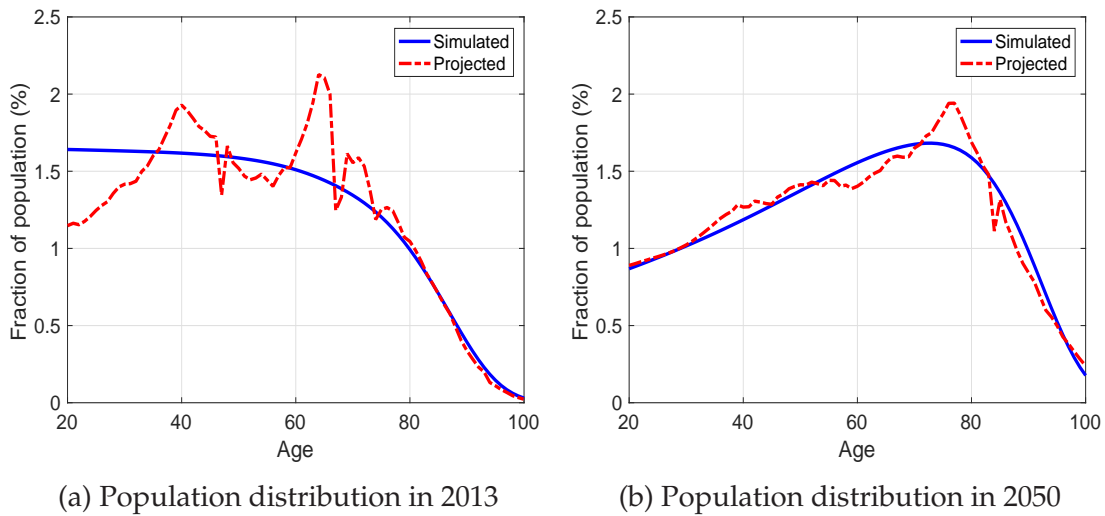 2.5
2
1.5
1
0.5
0
20
40
60
80
100
Fraction of population (%)
Age
Simulated
Projected
(a) Population distribution in 2013
2.5
2
1.5
1
0.5
0
20
40
60
80
100
Fraction of population (%)
Age
Simulated
Projected
(b) Population distribution in 2050